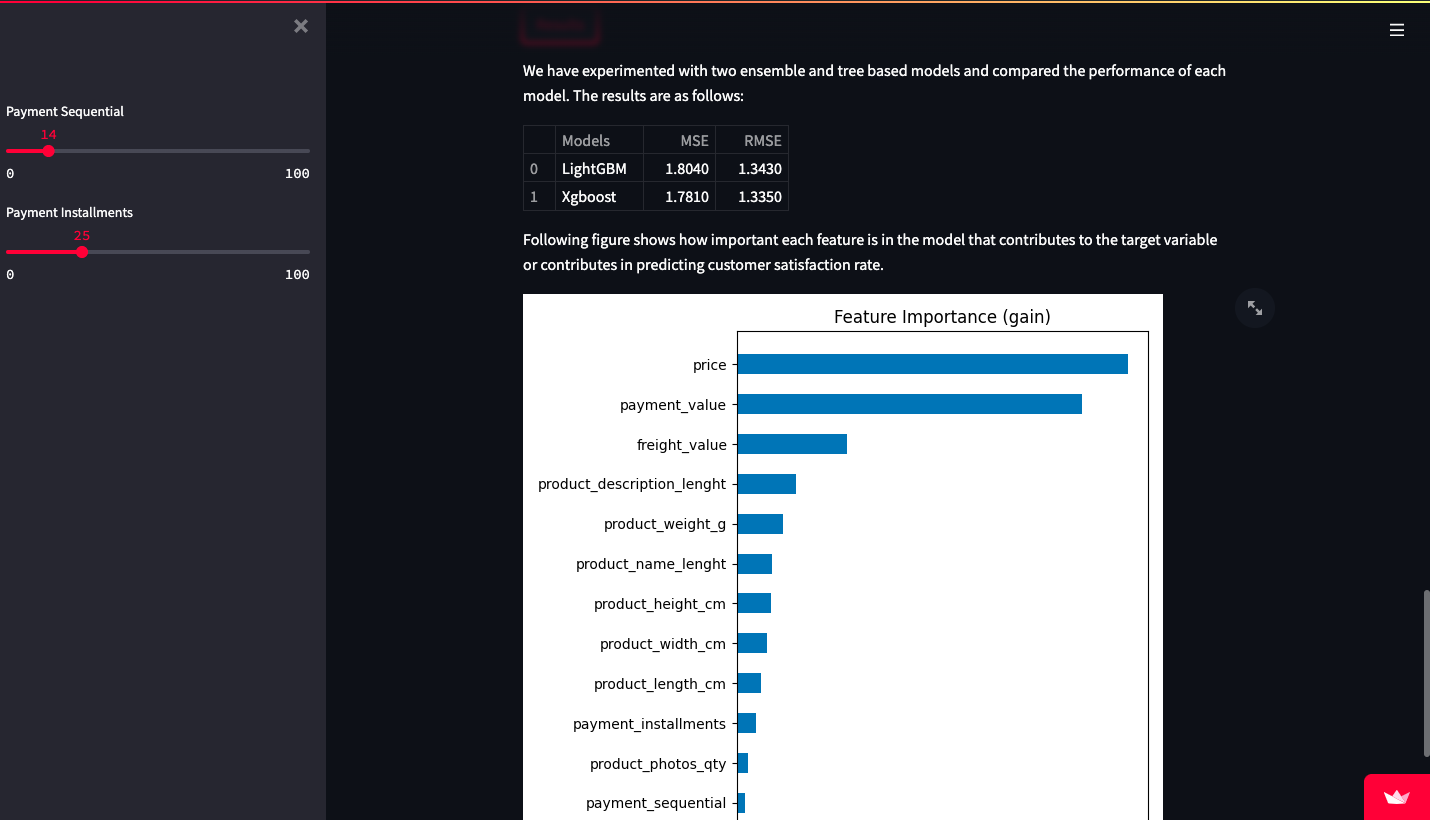 Payment Sequential
14
0 100
Payment Installments
25
0 100
We have experimented with two ensemble and tree based models and compared the performance of each
model. The results are as follows:
Models MSE RMSE
0 LightGBM 1.8040 1.3430
1 Xgboost 1.7810 1.3350
Following figure shows how important each feature is in the model that contributes to the target variable
or contributes in predicting customer satisfaction rate.
Feature Importance (gain)
price
payment_value
freight_value
product_description_lenght
product_weight_g
product_name_lenght
product_height_cm
product_width_cm
product_length_cm
payment_installments
product_photos_qty
payment_sequential